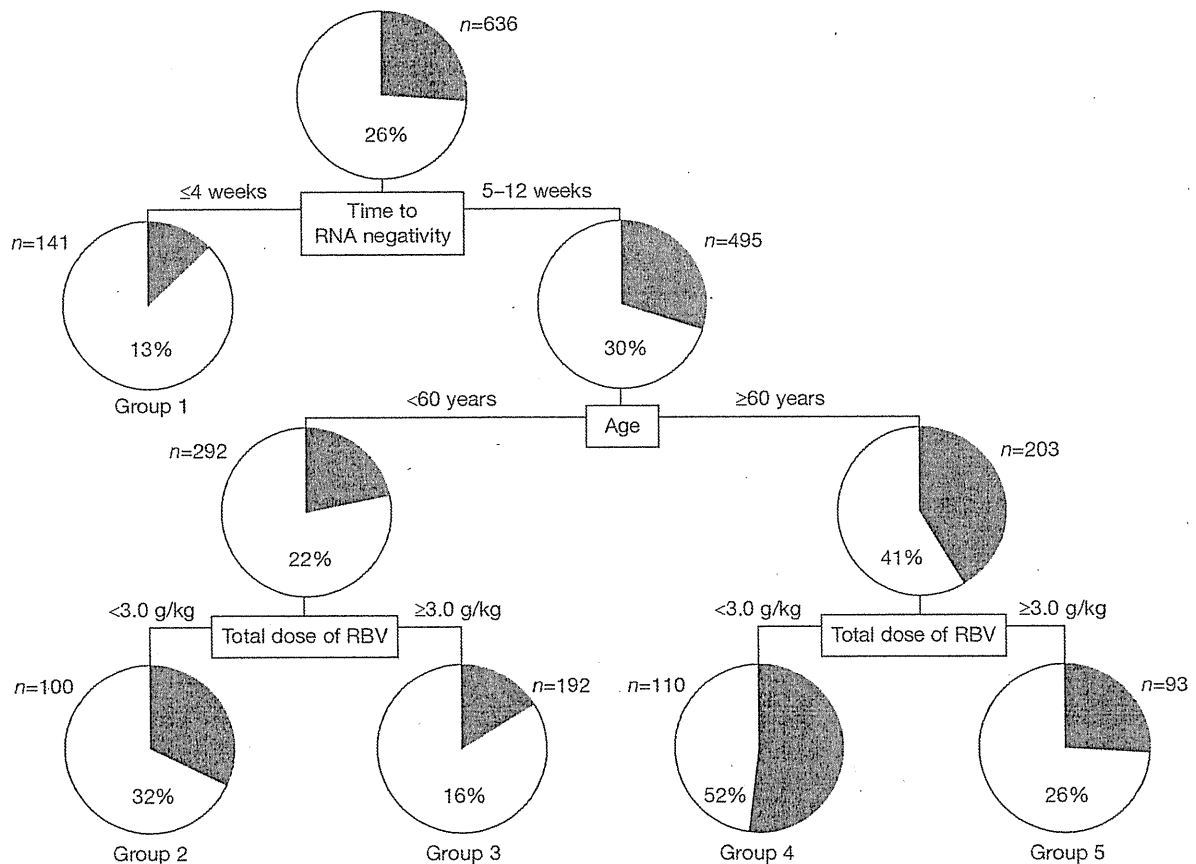 n=636
26%
≤4 weeks
5–12 weeks
Time to
RNA negativity
n=141
n=495
13%
30%
Group 1
<60 years
≥60 years
Age
n=292
n=203
22%
41%
<3.0 g/kg
≥3.0 g/kg
<3.0 g/kg
≥3.0 g/kg
Total dose of RBV
Total dose of RBV
n=100
n=192
n=110
n=93
32%
16%
52%
26%
Group 2
Group 3
Group 4
Group 5